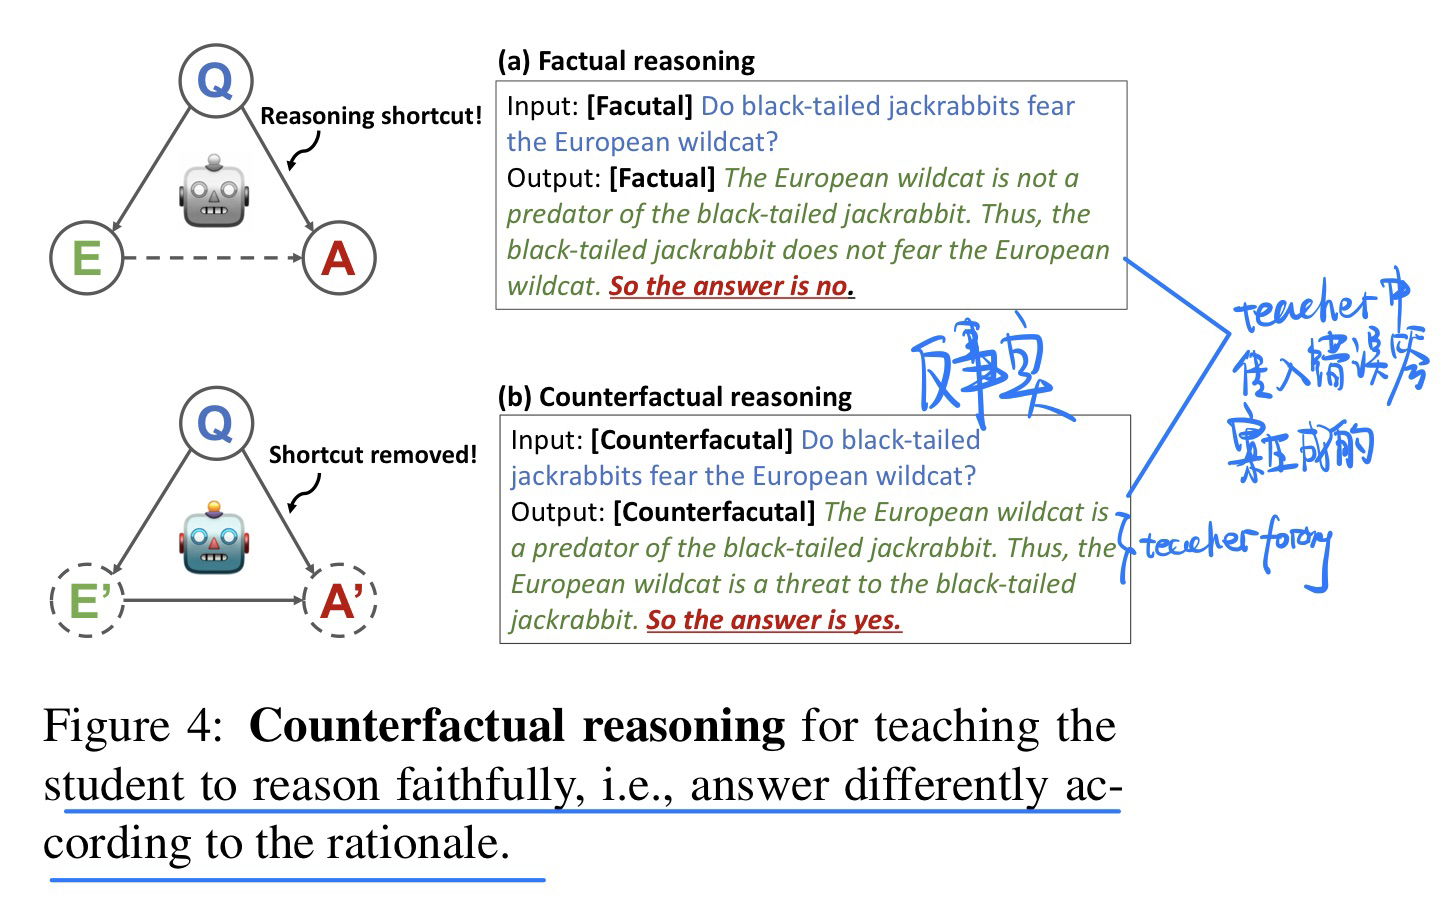 Q
Reasoning shortcut!
E
A
(a) Factual reasoning
Input: [Facutal] Do black-tailed jackrabbits fear
the European wildcat?
Output: [Factual] The European wildcat is not a
predator of the black-tailed jackrabbit. Thus, the
black-tailed jackrabbit does not fear the European
wildcat. So the answer is no.
teacher中
传入错误答
案生成的
反事实
Q
Shortcut removed!
E’
A’
(b) Counterfactual reasoning
Input: [Counterfacutal] Do black-tailed
jackrabbits fear the European wildcat?
Output: [Counterfacutal] The European wildcat is
a predator of the black-tailed jackrabbit. Thus, the
European wildcat is a threat to the black-tailed
jackrabbit. So the answer is yes.
teacher
Figure 4: Counterfactual reasoning for teaching the
student to reason faithfully, i.e., answer differently ac-
cording to the rationale.